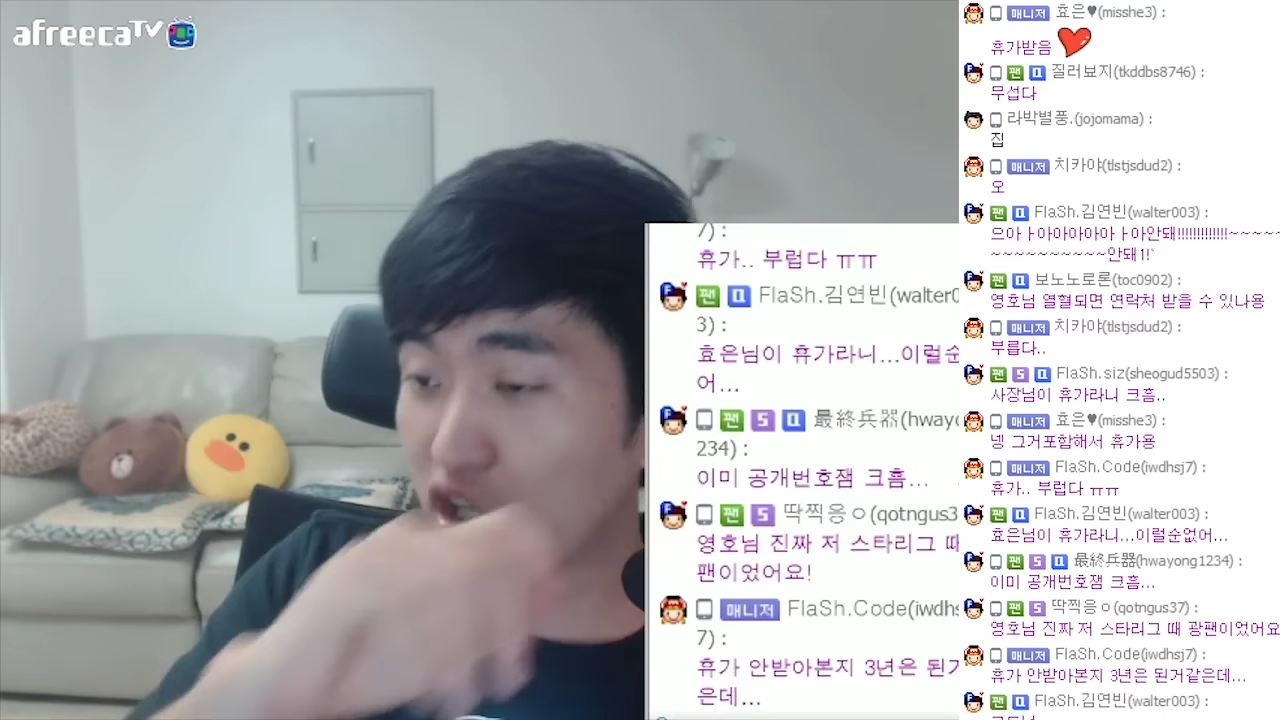 afreecaTV
7) :
휴가.. 부럽다 ㅠㅠ
팬 FlaSh.김연빈(walter0
3) :
효은님이 휴가라니...이럴순
어...
팬 S 最終兵器(hwayo
234) :
이미 공개번호잼 크흠...
팬 S 딱찍응ㅇ(qotngus3
영호님 진짜 저 스타리그 때
팬이었어요!
매니저 FlaSh.Code(iwdhs
7) :
휴가 안받아본지 3년은 된거
은데...
매니저 효은♥(misshe3) :
휴가받음
팬 질러보지(tkddbs8746) :
무섭다
라박별풍.(jojomama) :
집
매니저 치카야(tlstjsdud2) :
오
팬 FlaSh.김연빈(walter003) :
으아ㅏ아아아아아ㅏ아안돼!!!!!!!!!!!!!~~~~~
~~~~~~~~~~안돼1!`
팬 보노노로론(toc0902) :
영호님 열혈되면 연락처 받을 수 있나용
매니저 치카야(tlstjsdud2) :
부릅다..
팬 S FlaSh.siz(sheogud5503) :
사장님이 휴가라니 크흠..
매니저 효은♥(misshe3) :
넹 그거포함해서 휴가용
매니저 FlaSh.Code(iwdhsj7) :
휴가.. 부럽다 ㅠㅠ
팬 FlaSh.김연빈(walter003) :
효은님이 휴가라니...이럴순없어...
팬 S 最終兵器(hwayong1234) :
이미 공개번호잼 크흠...
팬 S 딱찍응ㅇ(qotngus37) :
영호님 진짜 저 스타리그 때 광팬이었어요
매니저 FlaSh.Code(iwdhsj7) :
휴가 안받아본지 3년은 된거같은데...
팬 FlaSh.김연빈(walter003) :